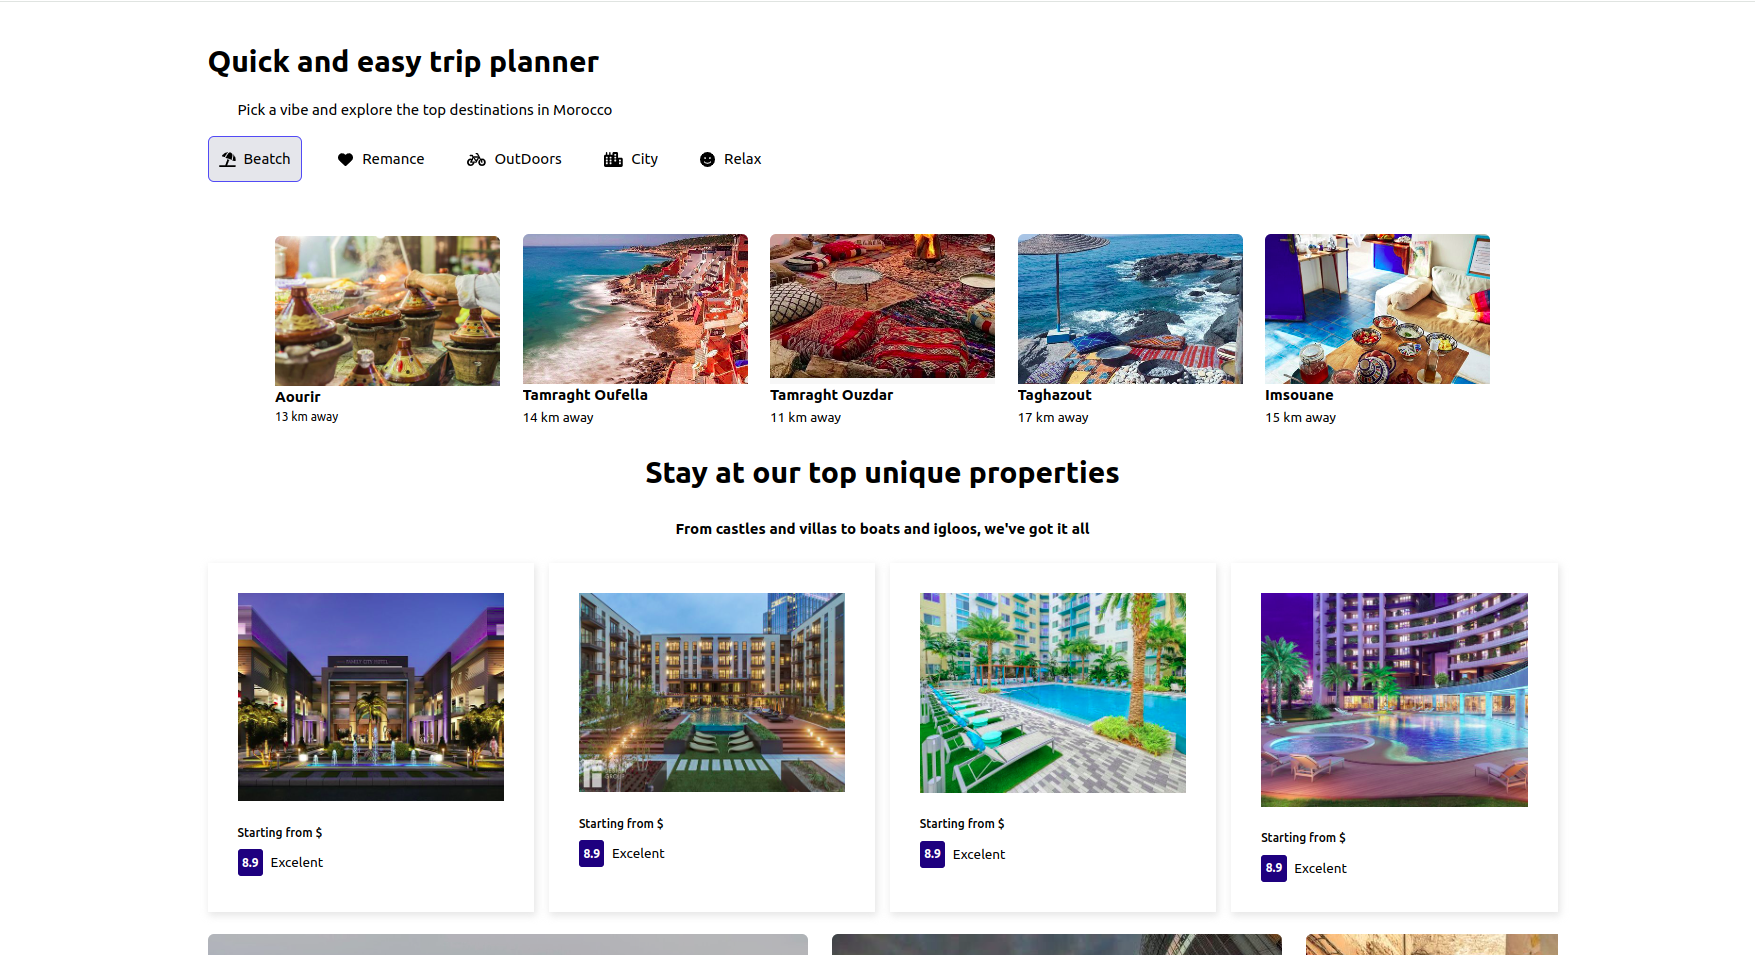 Quick and easy trip planner
Pick a vibe and explore the top destinations in Morocco
Beatch Remance OutDoors City Relax
Aourir
13 km away
Tamraght Oufella
14 km away
Tamraght Ouzdar
11 km away
Taghazout
17 km away
Imsouane
15 km away
Stay at our top unique properties
From castles and villas to boats and igloos, we've got it all
FAMILY CITY HOTEL
Starting from $
8.9 Excelent
Starting from $
8.9 Excelent
Starting from $
8.9 Excelent
Starting from $
8.9 Excelent